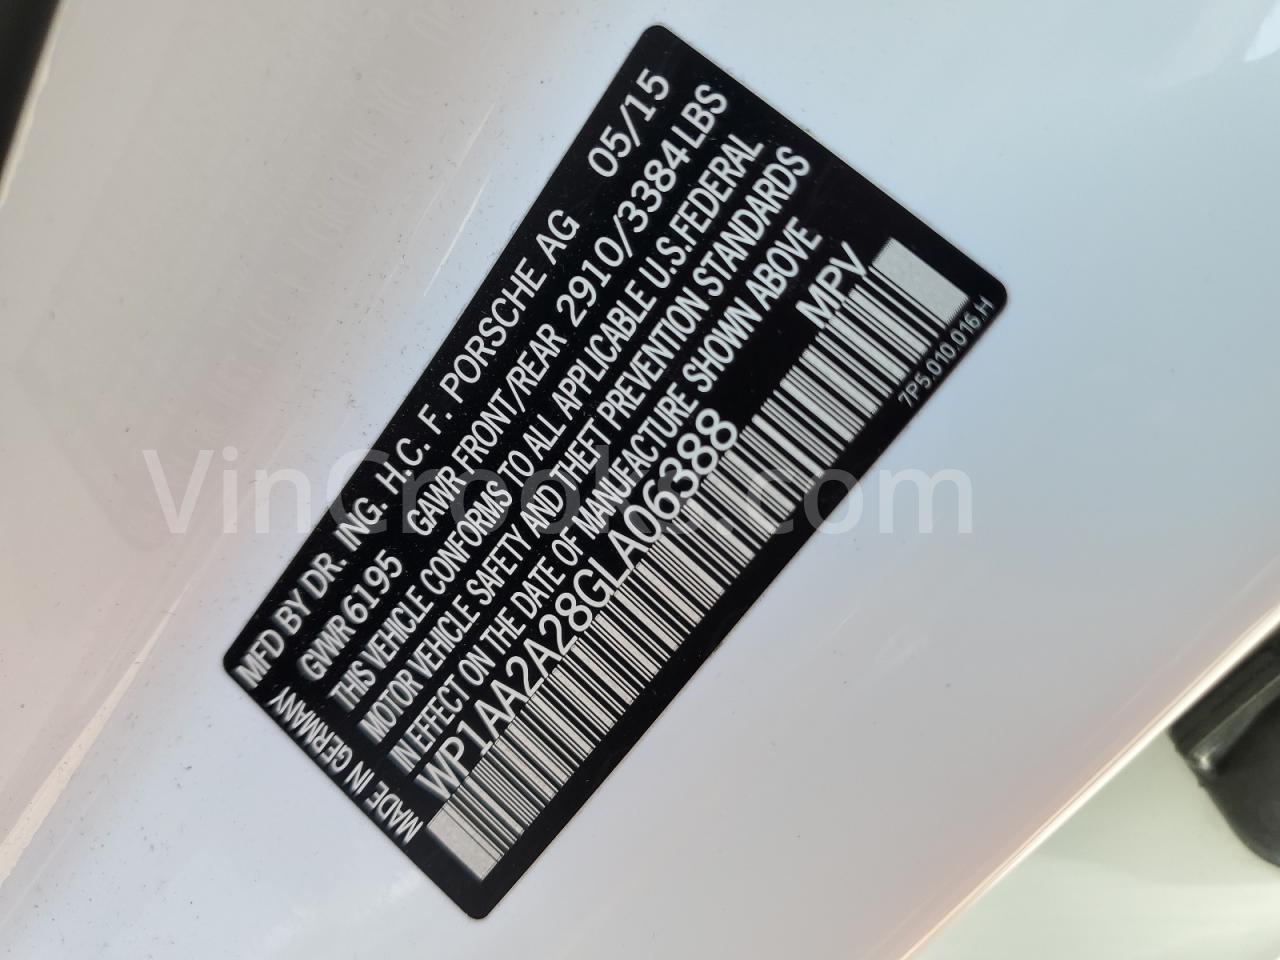 MFD BY DR. ING. H.C. F. PORSCHE AG 05/15
GVWR 6195 GAWR FRONT/REAR 2910/3384 LBS
THIS VEHICLE CONFORMS TO ALL APPLICABLE U.S.FEDERAL
MOTOR VEHICLE SAFETY AND THEFT PREVENTION STANDARDS
IN EFFECT ON THE DATE OF MANUFACTURE SHOWN ABOVE
WP1AA2A28GLA06388 MPV
MADE IN GERMANY
7P5.010.016.H
VinCrooks.com